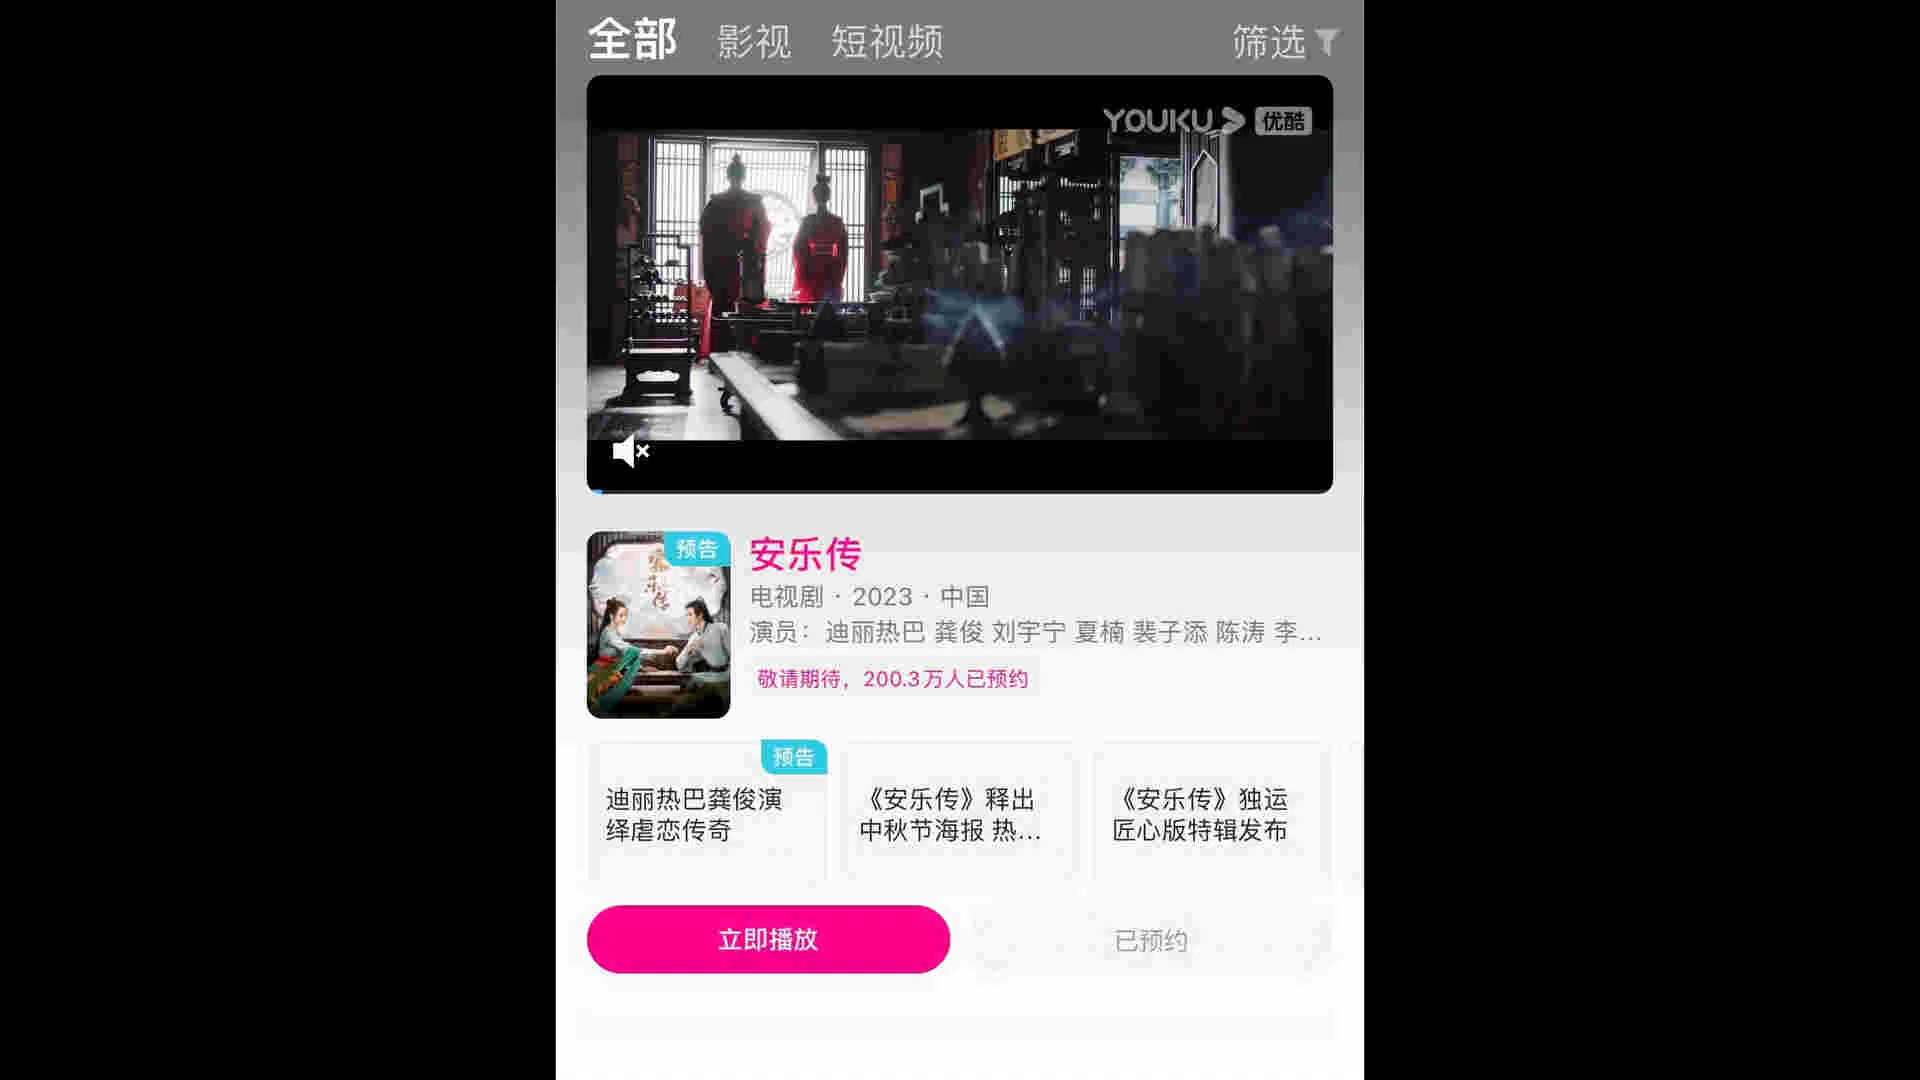 全部 影视 短视频 筛选
YOUKU 优酷
预告
安乐传
安乐传
电视剧 · 2023 · 中国
演员：迪丽热巴 龚俊 刘宇宁 夏楠 裴子添 陈涛 李...
敬请期待，200.3万人已预约
预告
迪丽热巴龚俊演
绎虐恋传奇
《安乐传》释出
中秋节海报 热...
《安乐传》独运
匠心版特辑发布
立即播放
已预约